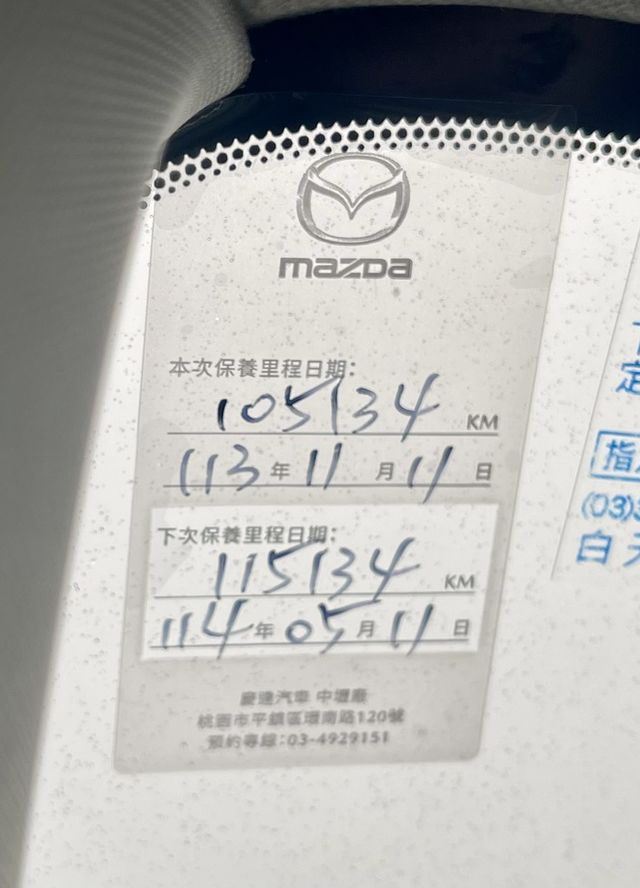 mazda
本次保養里程日期：
105134 KM
113年11月11日
下次保養里程日期：
115134 KM
114年05月11日
慶達汽車 中壢廠
桃園市平鎮區環南路120號
預約專線：03-4929151
定
指
(03)3
白天